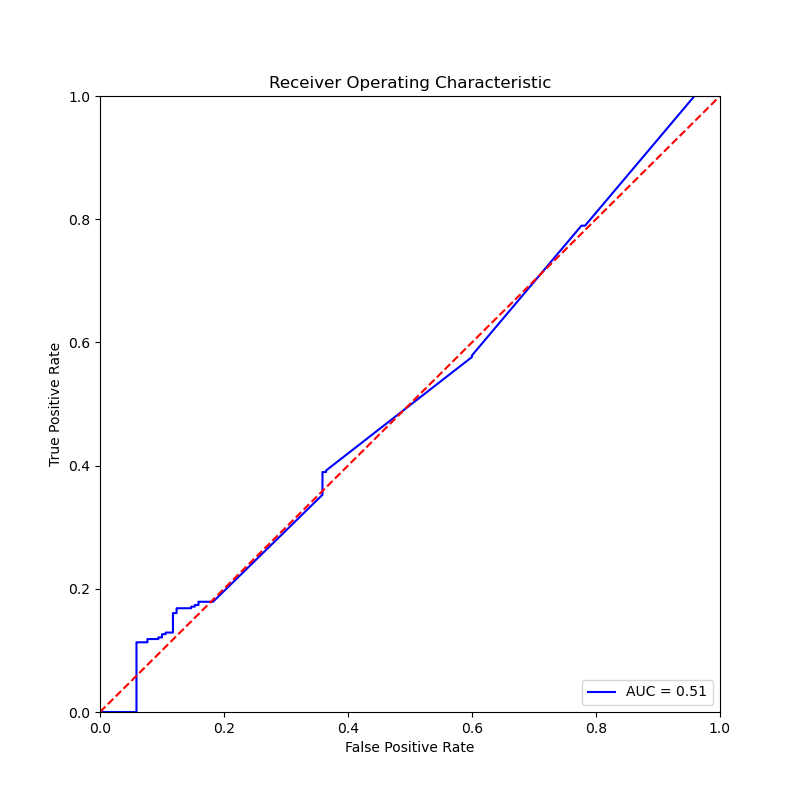 Receiver Operating Characteristic
1.0
0.8
0.6
0.4
0.2
0.0
True Positive Rate
AUC = 0.51
0.0 0.2 0.4 0.6 0.8 1.0
False Positive Rate